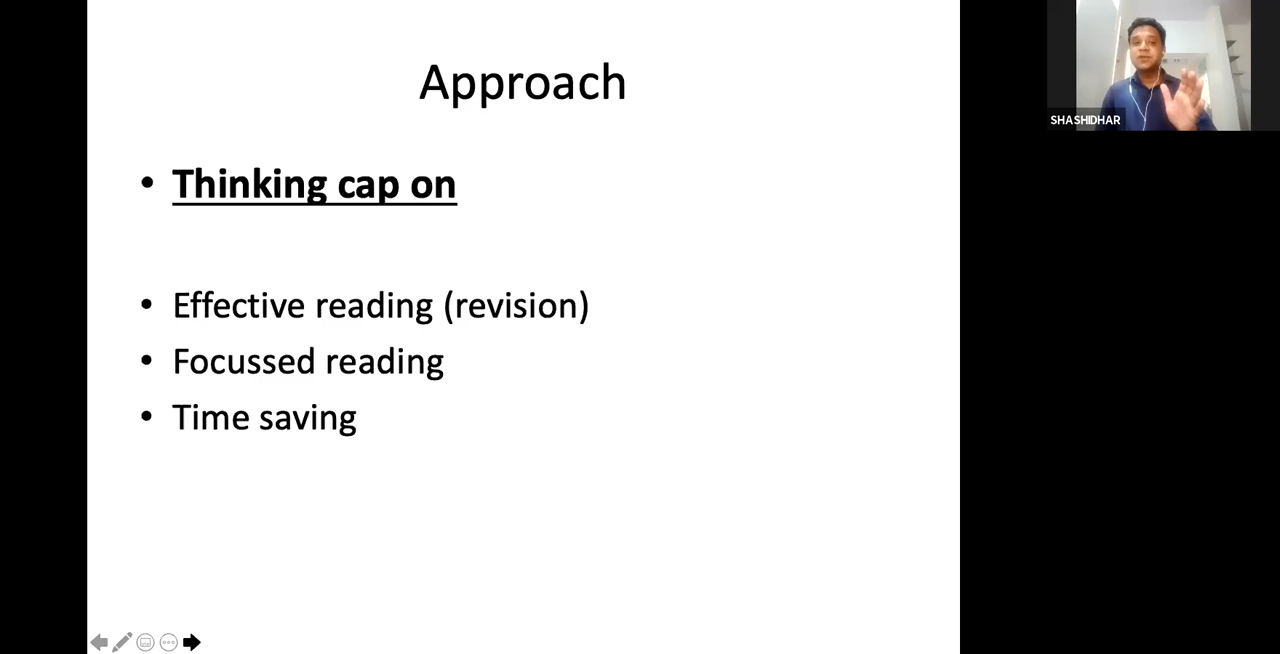 Approach
• Thinking cap on
• Effective reading (revision)
• Focussed reading
• Time saving
SHASHIDHAR